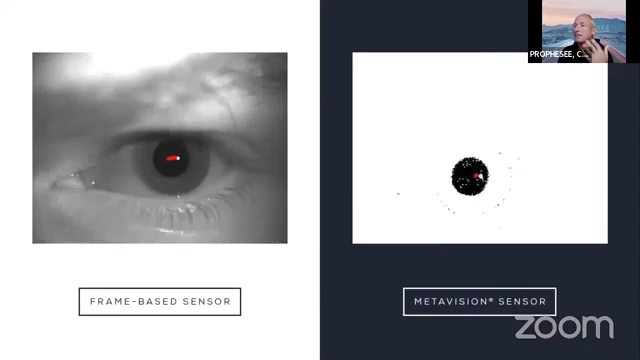 PROPHESEE, C...
FRAME-BASED SENSOR
METAVISION® SENSOR
zoom